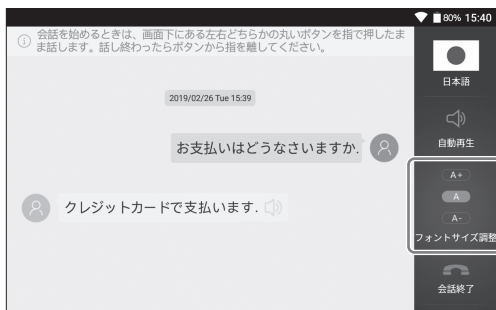 80% 15:40
会話を始めるときは、画面下にある左右どちらかの丸いボタンを指で押したま
ま話します。話し終わったらボタンから指を離してください。
2019/02/26 Tue 15:39
お支払いはどうなさいますか.
クレジットカードで支払います.
日本語
自動再生
A+
A
A-
フォントサイズ調整
会話終了